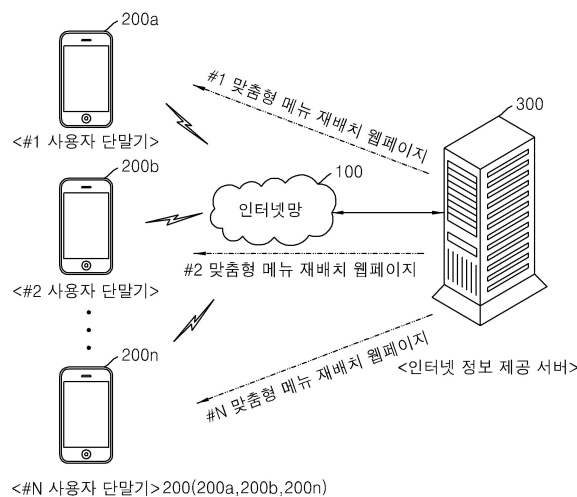 200a
#1 맞춤형 메뉴 재배치 웹페이지
300
<#1 사용자 단말기>
200b
100
인터넷망
#2 맞춤형 메뉴 재배치 웹페이지
<#2 사용자 단말기>
200n
#N 맞춤형 메뉴 재배치 웹페이지
<인터넷 정보 제공 서버>
<#N 사용자 단말기>200(200a,200b,200n)